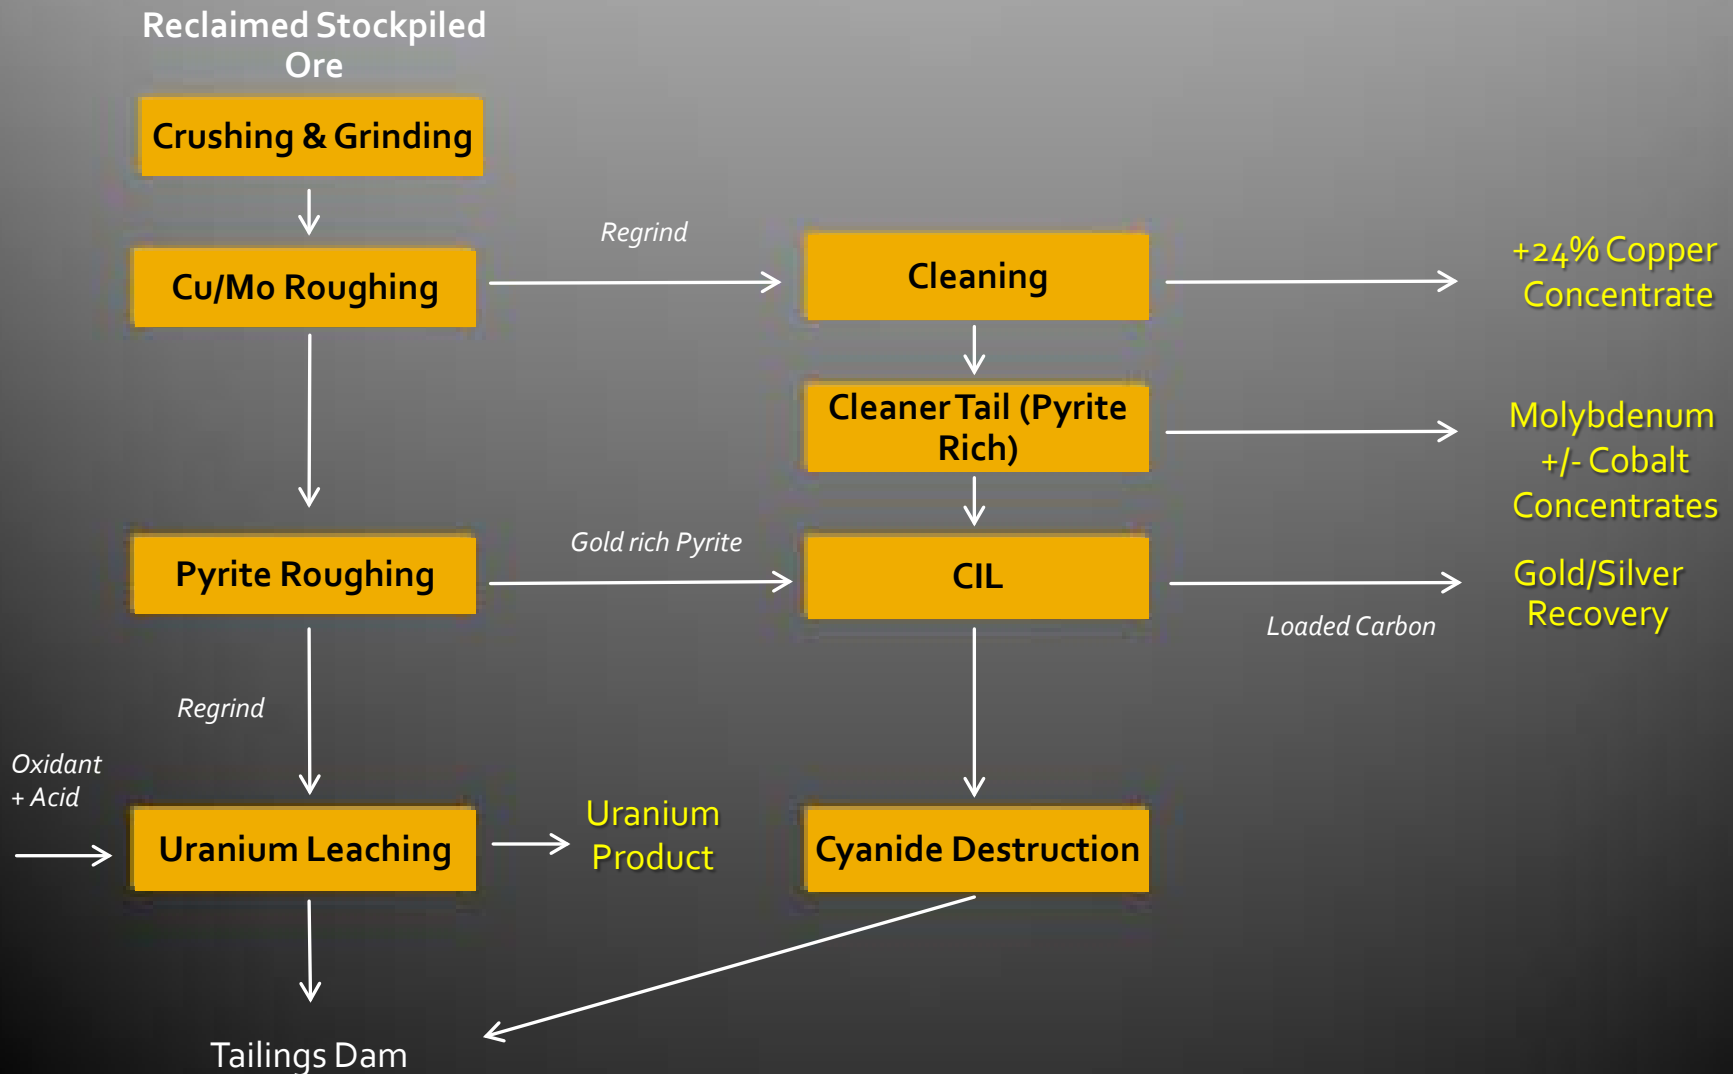 Reclaimed Stockpiled
Ore
Crushing & Grinding
Cu/Mo Roughing
Regrind
Cleaning
+24% Copper
Concentrate
Cleaner Tail (Pyrite
Rich)
Molybdenum
+/- Cobalt
Concentrates
Pyrite Roughing
Gold rich Pyrite
CIL
Loaded Carbon
Gold/Silver
Recovery
Regrind
Oxidant
+ Acid
Uranium Leaching
Uranium
Product
Cyanide Destruction
Tailings Dam